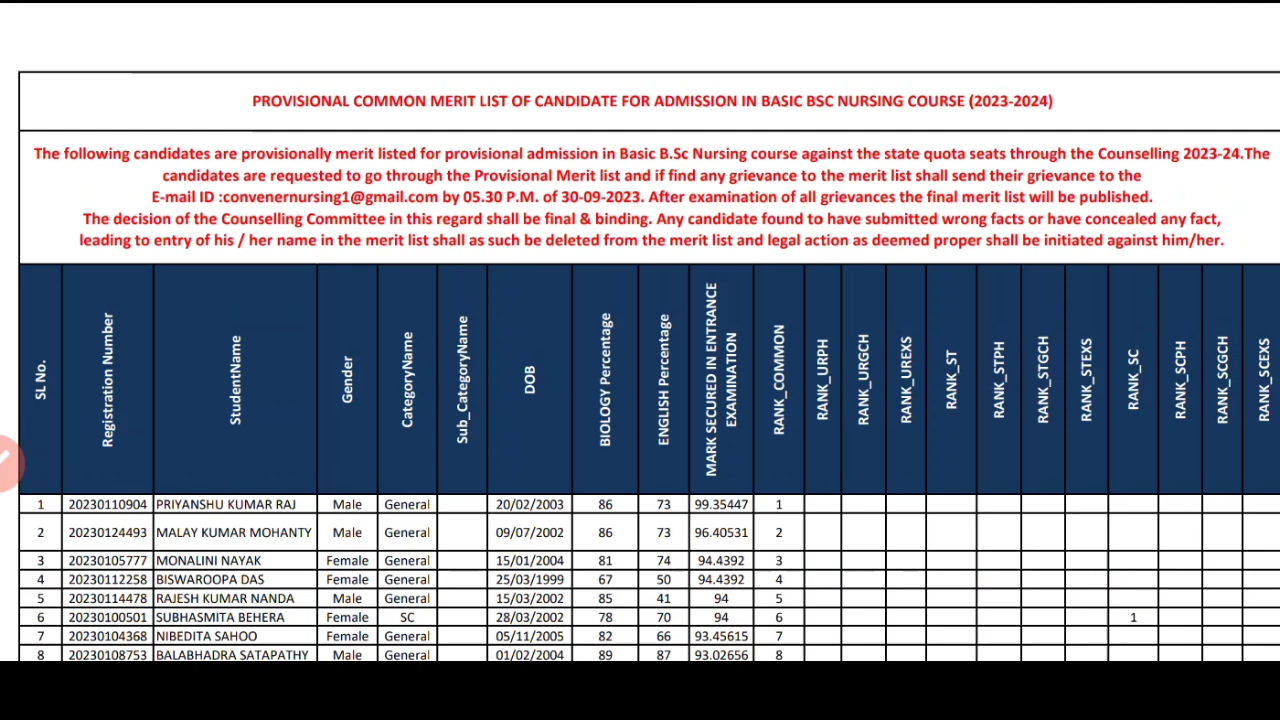 PROVISIONAL COMMON MERIT LIST OF CANDIDATE FOR ADMISSION IN BASIC BSC NURSING COURSE (2023-2024)
The following candidates are provisionally merit listed for provisional admission in Basic B.Sc Nursing course against the state quota seats through the Counselling 2023-24.The
candidates are requested to go through the Provisional Merit list and if find any grievance to the merit list shall send their grievance to the
E-mail ID :convenernursing1@gmail.com by 05.30 P.M. of 30-09-2023. After examination of all grievances the final merit list will be published.
The decision of the Counselling Committee in this regard shall be final & binding. Any candidate found to have submitted wrong facts or have concealed any fact,
leading to entry of his / her name in the merit list shall as such be deleted from the merit list and legal action as deemed proper shall be initiated against him/her.
SL No. Registration Number StudentName Gender CategoryName Sub_CategoryName DOB BIOLOGY Percentage ENGLISH Percentage MARK SECURED IN ENTRANCE EXAMINATION RANK_COMMON RANK_URPH RANK_URGCH RANK_UREXS RANK_ST RANK_STPH RANK_STGCH RANK_STEXS RANK_SC RANK_SCPH RANK_SCGCH RANK_SCEXS
1 20230110904 PRIYANSHU KUMAR RAJ Male General 20/02/2003 86 73 99.35447 1
2 20230124493 MALAY KUMAR MOHANTY Male General 09/07/2002 86 73 96.40531 2
3 20230105777 MONALINI NAYAK Female General 15/01/2004 81 74 94.4392 3
4 20230112258 BISWAROOPA DAS Female General 25/03/1999 67 50 94.4392 4
5 20230114478 RAJESH KUMAR NANDA Male General 15/03/2002 85 41 94 5
6 20230100501 SUBHASMITA BEHERA Female SC 28/03/2002 78 70 94 6 1
7 20230104368 NIBEDITA SAHOO Female General 05/11/2005 82 66 93.45615 7
8 20230108753 BALABHADRA SATAPATHY Male General 01/02/2004 89 87 93.02656 8